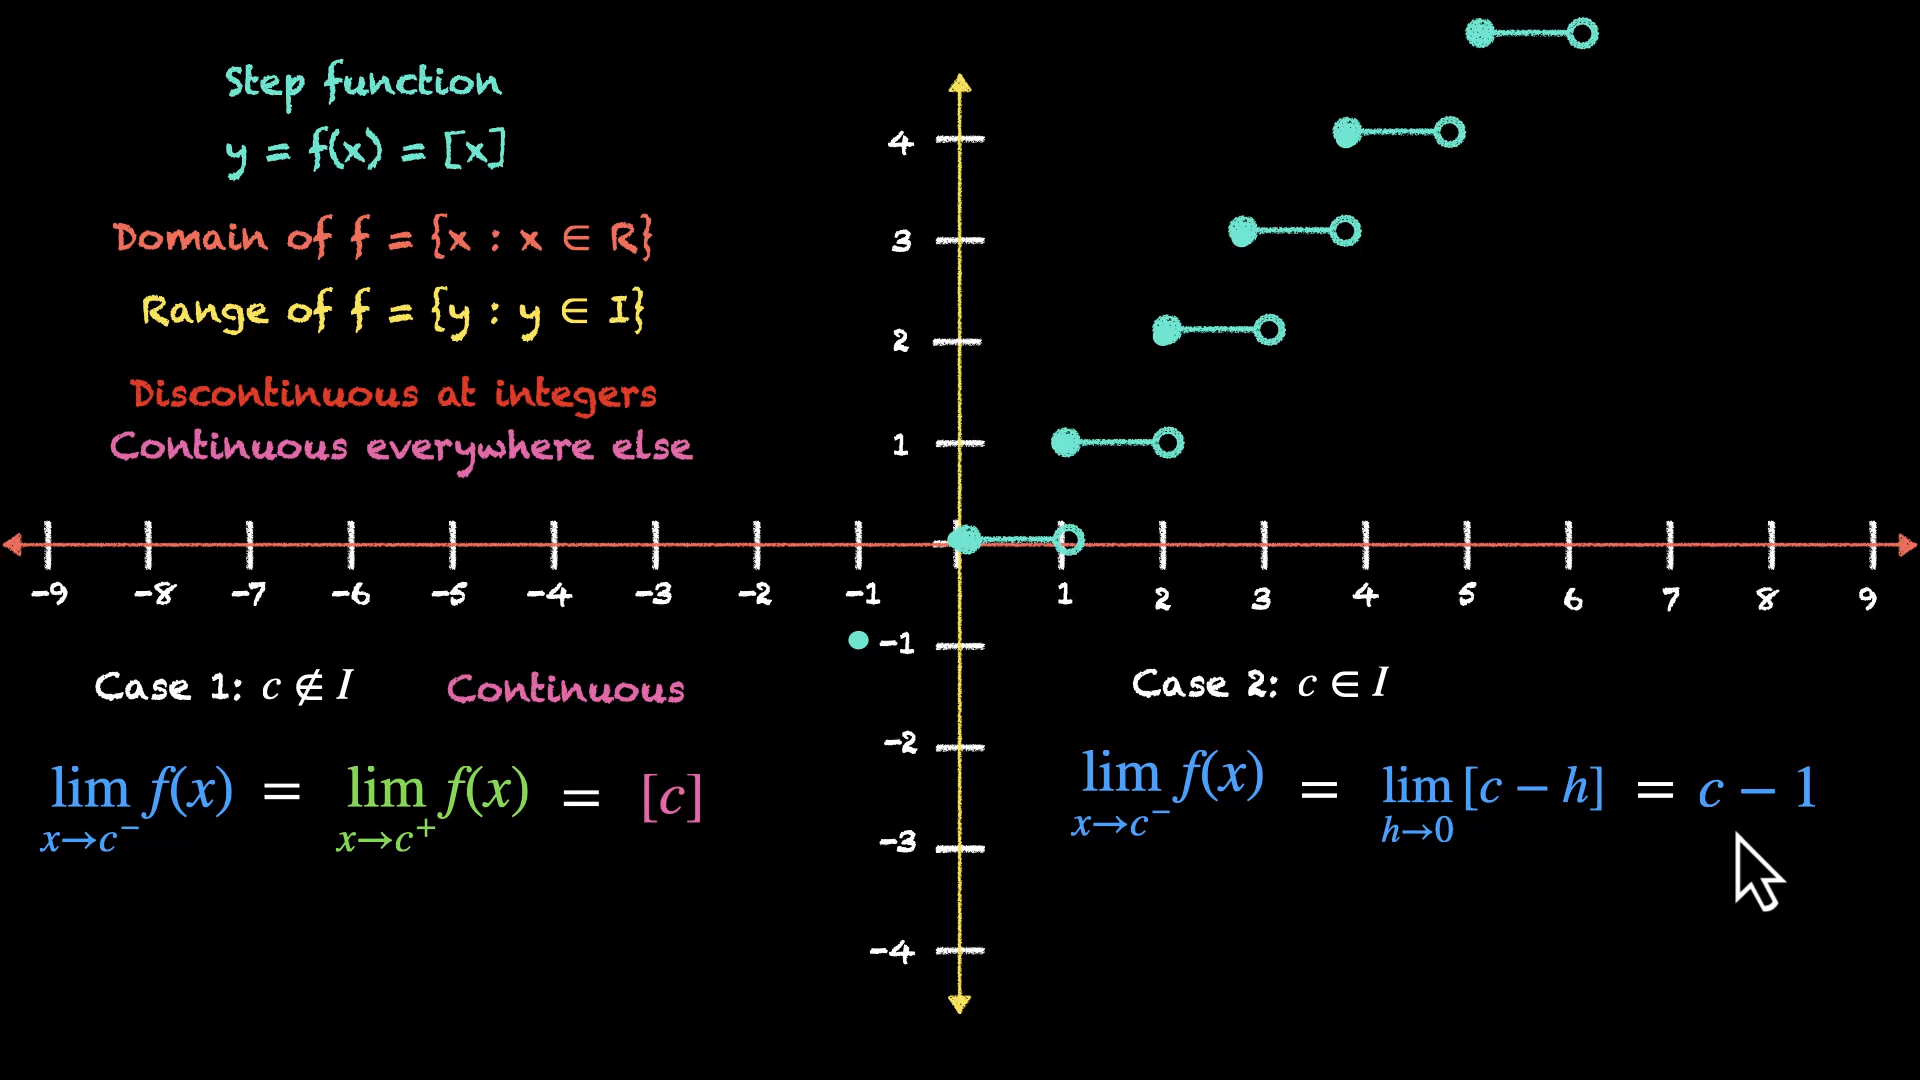 Step function
y = f(x) = [x]
Domain of f = {x : x ∈ R}
Range of f = {y : y ∈ I}
Discontinuous at integers
Continuous everywhere else
4
3
2
1
-9 -8 -7 -6 -5 -4 -3 -2 -1 1 2 3 4 5 6 7 8 9
-1
-2
-3
-4
Case 1: c ∉ I Continuous
lim x→c⁻ f(x) = lim x→c⁺ f(x) = [c]
Case 2: c ∈ I
lim x→c⁻ f(x) = lim h→0 [c − h] = c − 1